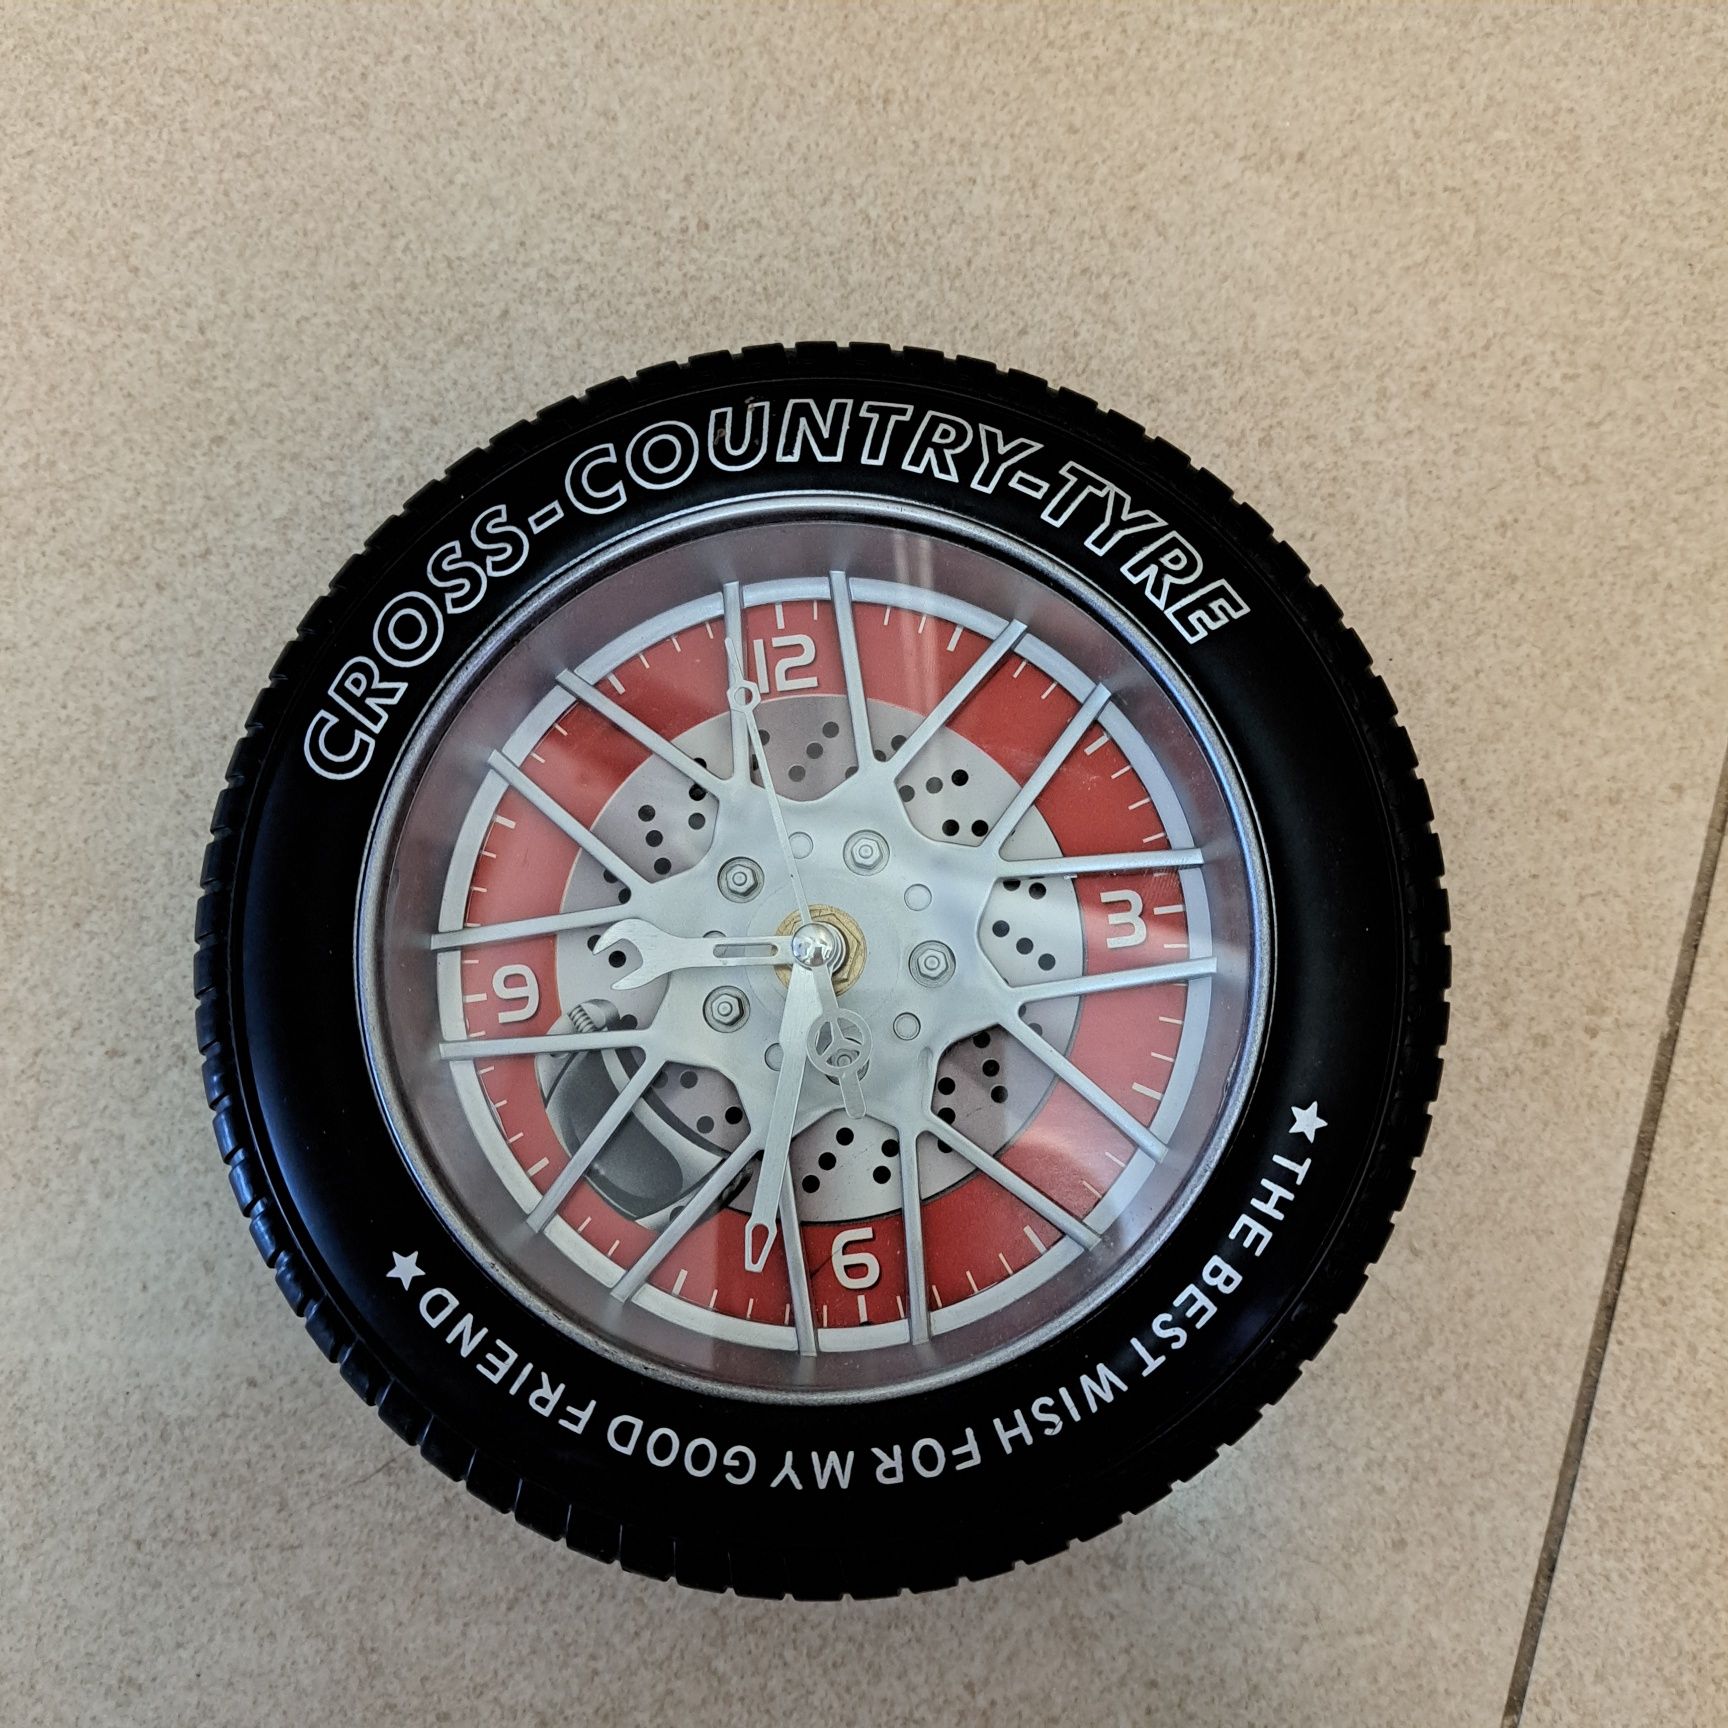 CROSS-COUNTRY-TYRE
12
3
6
9
★THE BEST WISH FOR MY GOOD FRIEND★